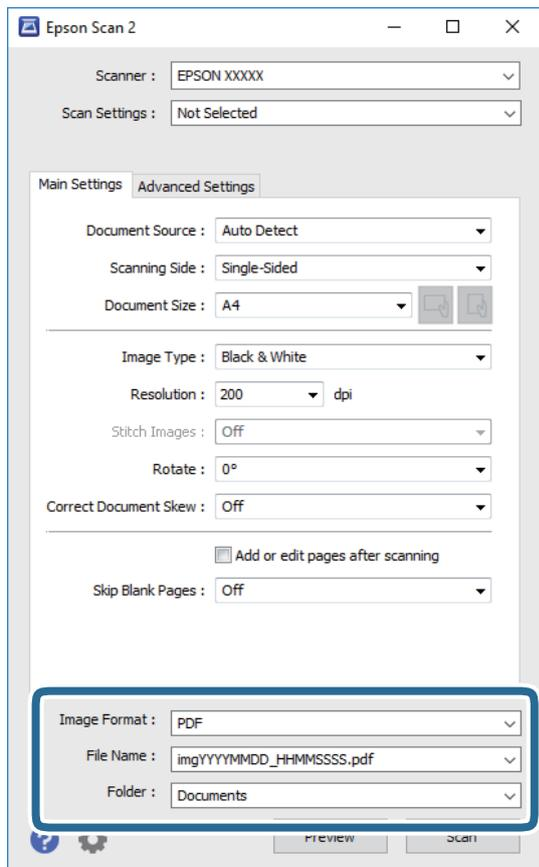 Epson Scan 2
Scanner : EPSON XXXXX
Scan Settings : Not Selected
Main Settings Advanced Settings
Document Source : Auto Detect
Scanning Side : Single-Sided
Document Size : A4
Image Type : Black & White
Resolution : 200 dpi
Stitch Images : Off
Rotate : 0°
Correct Document Skew : Off
Add or edit pages after scanning
Skip Blank Pages : Off
Image Format : PDF
File Name : imgYYYYMMDD_HHMMSSSS.pdf
Folder : Documents
? Preview Scan